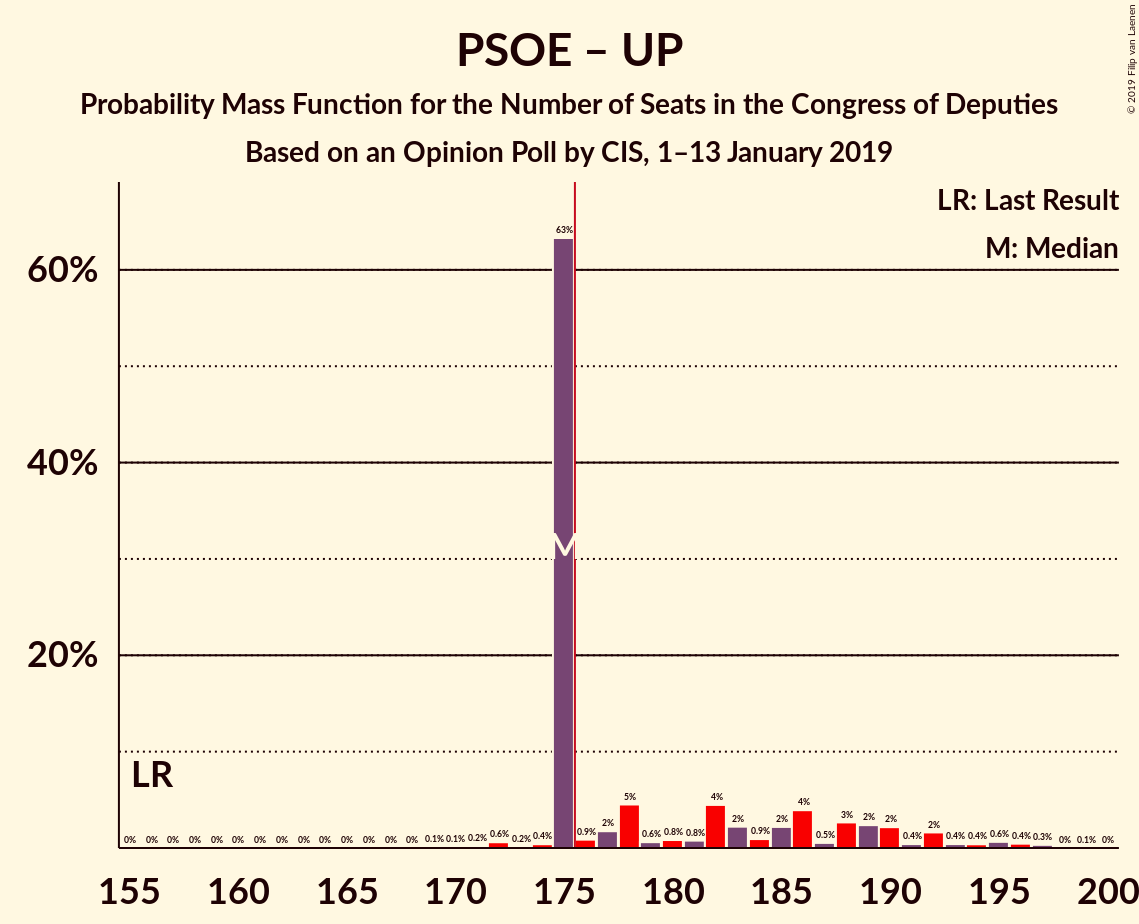 PSOE – UP
Probability Mass Function for the Number of Seats in the Congress of Deputies
Based on an Opinion Poll by CIS, 1–13 January 2019
© 2019 Filip van Laenen
LR: Last Result
M: Median
60%
40%
20%
LR
M
63%
0% 0% 0% 0% 0% 0% 0% 0% 0% 0% 0% 0% 0% 0% 0.1% 0.1% 0.2% 0.6% 0.2% 0.4% 0.9% 2% 5% 0.6% 0.8% 0.8% 4% 2% 0.9% 2% 4% 0.5% 3% 2% 2% 0.4% 2% 0.4% 0.4% 0.6% 0.4% 0.3% 0% 0.1% 0%
155 160 165 170 175 180 185 190 195 200